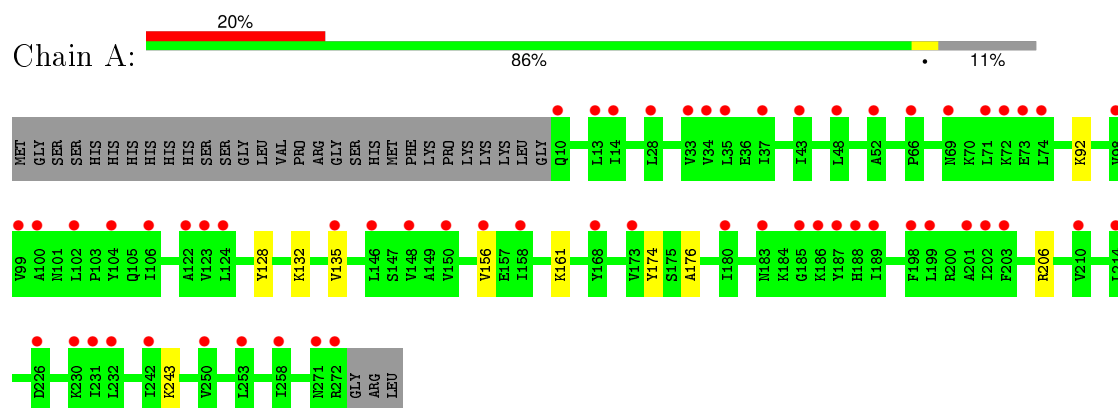 Chain A:
20%
86%
•
11%
MET GLY SER SER HIS HIS HIS HIS HIS HIS SER SER GLY LEU VAL PRO ARG GLY SER HIS MET PHE LYS PRO LYS LYS LYS LEU GLY Q10 L13 I14 L28 V33 V34 L35 E36 I37 I43 L48 A52 P66 N69 K70 L71 K72 E73 L74 K92
V99 A100 N101 L102 P103 Y104 Q105 I106 A122 V123 L124 Y128 K132 V135 L146 S147 V148 A149 V150 V156 E157 I158 K161 Y168 V173 Y174 S175 A176 I180 N183 K184 G185 K186 Y187 H188 I189 F198 L199 R200 A201 I202 F203 R206 V210
D226 K230 I231 L232 I242 K243 V250 L253 I258 N271 R272 GLY ARG LEU